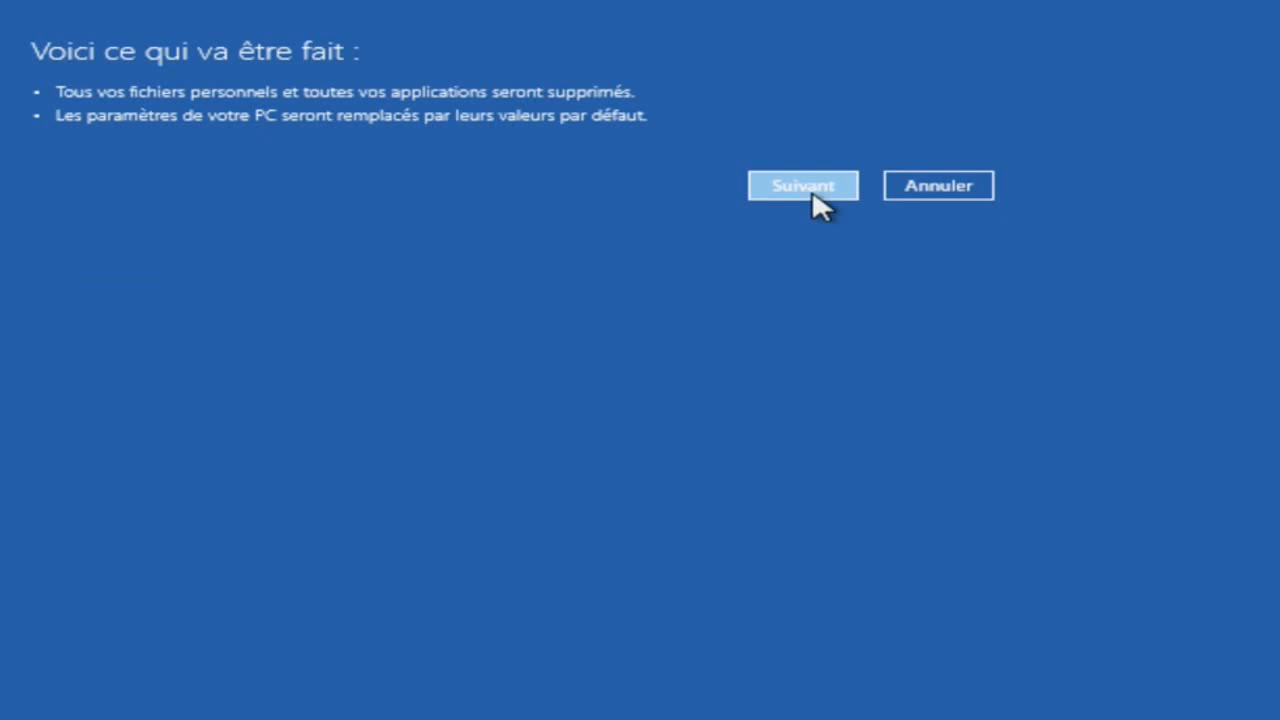 Voici ce qui va être fait :
• Tous vos fichiers personnels et toutes vos applications seront supprimés.
• Les paramètres de votre PC seront remplacés par leurs valeurs par défaut.
Suivant
Annuler